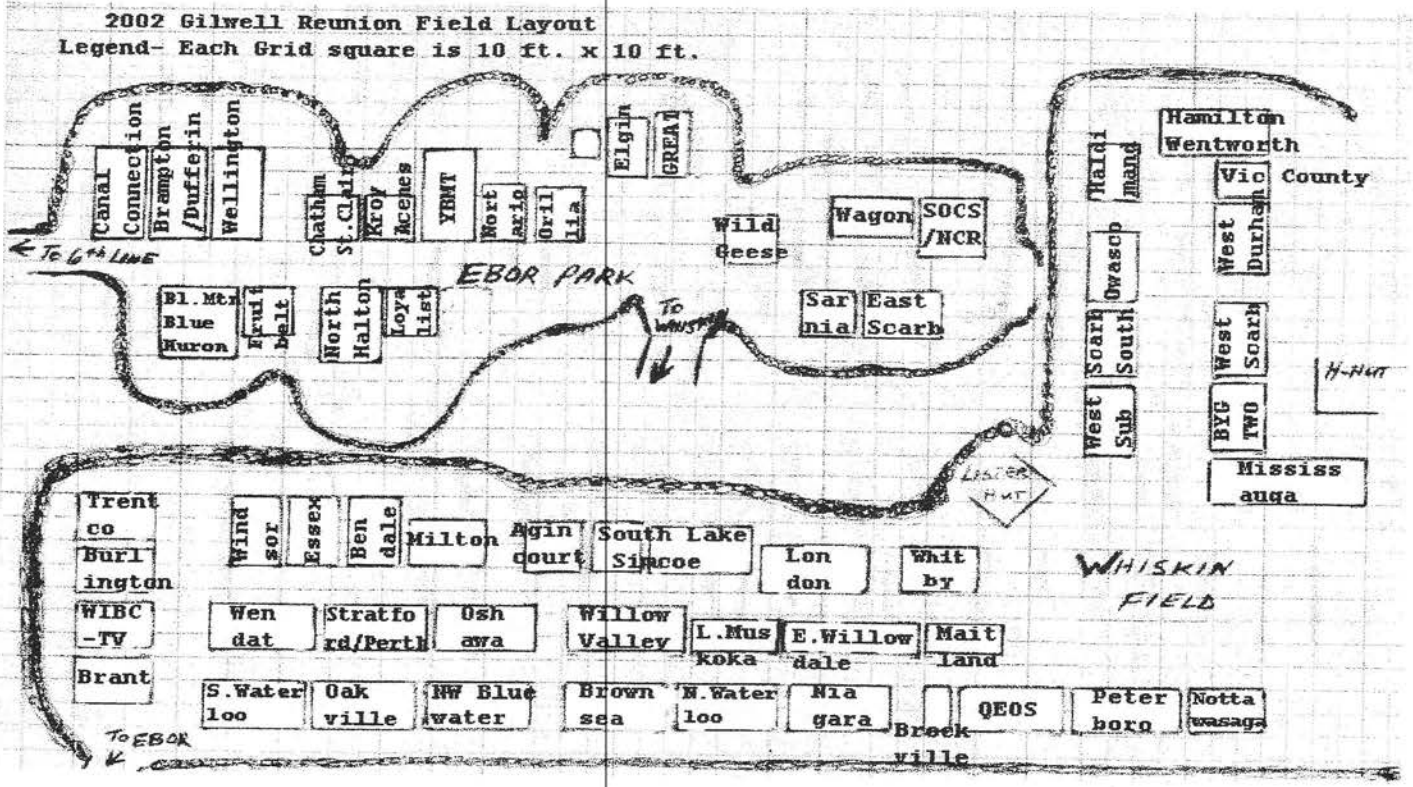 2002 Gilwell Reunion Field Layout
Legend- Each Grid square is 10 ft. x 10 ft.
Canal
Connection
Brampton
/Dufferin
Wellington
Chatham
St.Clair
Kroy
Acenes
YBMT
Nort
ario
Oril
lia
Elgin
GREAT
Wild
Geese
Wagon
SOCS
/NCR
Haldi
mand
Hamilton
Wentworth
Vic County
West
Durham
Owasco
TO 6th LINE
EBOR PARK
Bl.Mtn
Blue
Huron
Fruit
belt
North
Halton
Loya
list
TO
Sar
nia
East
Scarb
Scarb
South
West
Scarb
H-HUT
West
Sub
BYG
TWO
Mississ
auga
LISTER
HUT
Trent
co
Burl
ington
WIBC
-TV
Brant
Wind
sor
Essex
Ben
dale
Milton
Agin
court
South Lake
Simcoe
Lon
don
Whit
by
WHISKIN
FIELD
Wen
dat
Stratfo
rd/Perth
Osh
awa
Willow
Valley
L.Mus
koka
E.Willow
dale
Mait
land
S.Water
loo
Oak
ville
NW Blue
water
Brown
sea
N.Water
loo
Nia
gara
Brock
ville
QEOS
Peter
boro
Notta
wasaga
TO EBOR